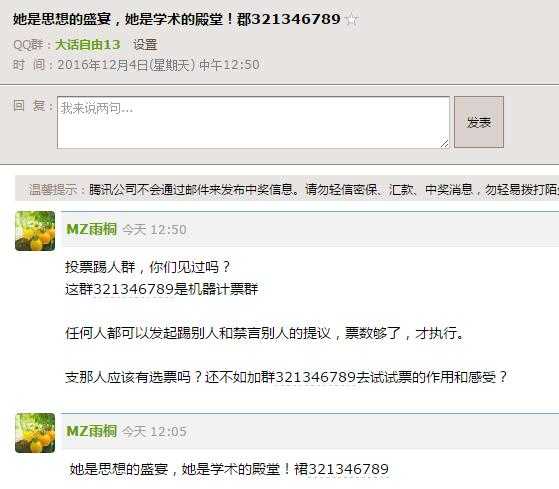 她是思想的盛宴，她是学术的殿堂！郡321346789☆
QQ群：大话自由13 设置
时 间：2016年12月4日(星期天) 中午12:50
回 复：我来说两句... 发表
温馨提示：腾讯公司不会通过邮件来发布中奖信息。请勿轻信密保、汇款、中奖消息，勿轻易拨打陌
MZ雨桐 今天 12:50
投票踢人群，你们见过吗？
这群321346789是机器计票群
任何人都可以发起踢别人和禁言别人的提议，票数够了，才执行。
支那人应该有选票吗？还不如加群321346789去试试票的作用和感受？
MZ雨桐 今天 12:05
她是思想的盛宴，她是学术的殿堂！裙321346789